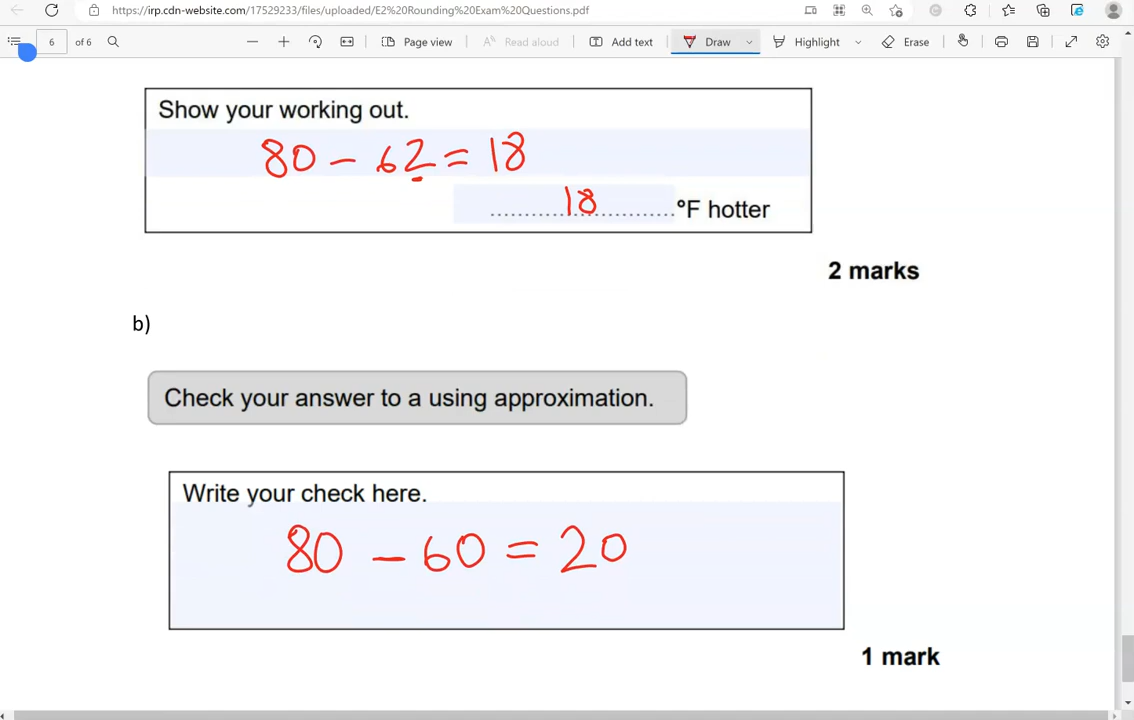 https://irp.cdn-website.com/17529233/files/uploaded/E2%20Rounding%20Exam%20Questions.pdf
6 of 6 Page view Read aloud Add text Draw Highlight Erase
Show your working out.
80 - 62 = 18
18 °F hotter
2 marks
b)
Check your answer to a using approximation.
Write your check here.
80 - 60 = 20
1 mark